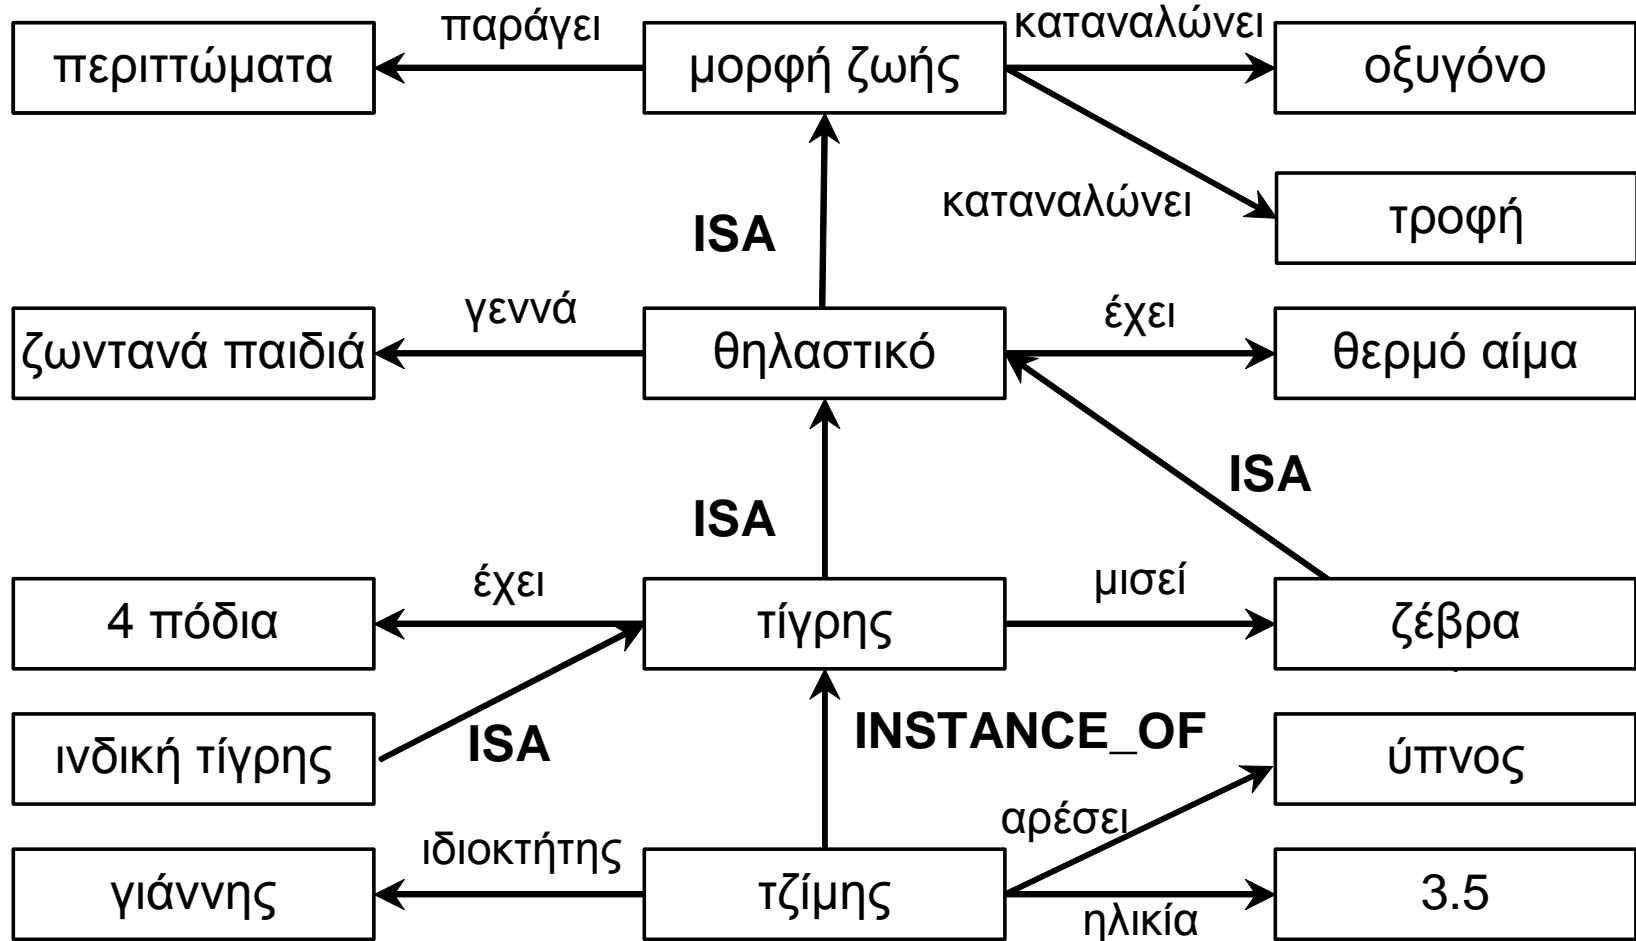 παράγει
καταναλώνει
περιττώματα
μορφή ζωής
οξυγόνο
καταναλώνει
τροφή
ISA
γεννά
έχει
ζωντανά παιδιά
θηλαστικό
θερμό αίμα
ISA
ISA
έχει
μισεί
4 πόδια
τίγρης
ζέβρα
ινδική τίγρης
ISA
INSTANCE_OF
ύπνος
αρέσει
ιδιοκτήτης
γιάννης
τζίμης
3.5
ηλικία